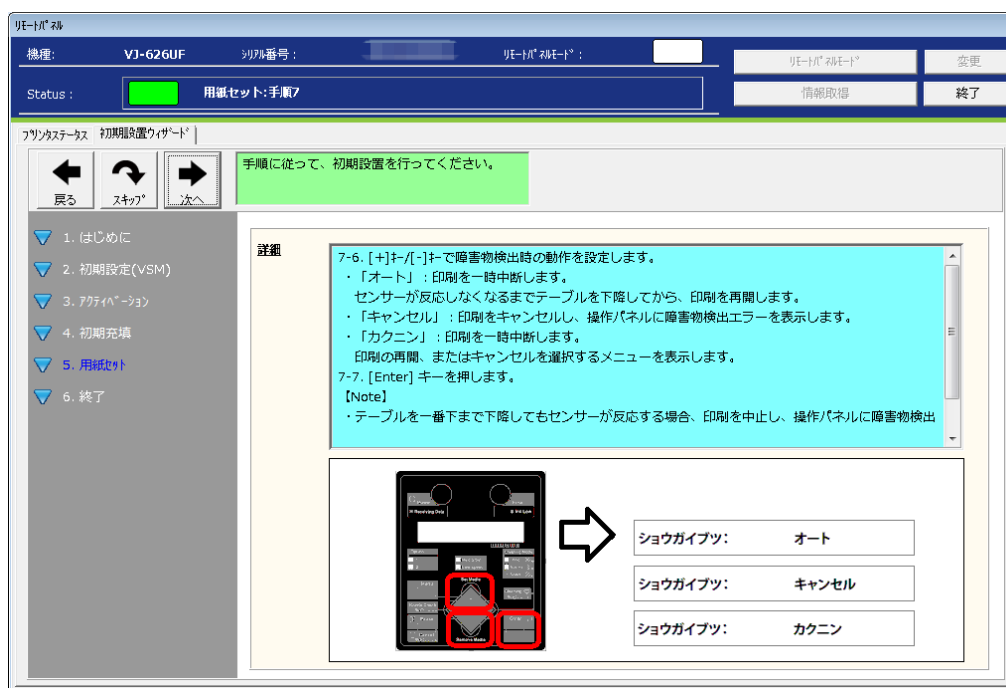 ﾘﾓｰﾄﾊﾟﾈﾙ
機種: VJ-626UF ｼﾘｱﾙ番号： ﾘﾓｰﾄﾊﾟﾈﾙﾓｰﾄﾞ：
ﾘﾓｰﾄﾊﾟﾈﾙﾓｰﾄﾞ 変更
Status : 用紙セット:手順7
情報取得 終了
ﾌﾟﾘﾝﾀｽﾃｰﾀｽ 初期設置ｳｨｻﾞｰﾄﾞ
戻る ｽｷｯﾌﾟ 次へ
手順に従って、初期設置を行ってください。
1. はじめに
2. 初期設定(VSM)
3. ｱｸﾃｨﾍﾞｰｼｮﾝ
4. 初期充填
5. 用紙ｾｯﾄ
6. 終了
詳細
7-6. [+]ｷｰ/[-]ｷｰで障害物検出時の動作を設定します。
・「オート」：印刷を一時中断します。
センサーが反応しなくなるまでテーブルを下降してから、印刷を再開します。
・「キャンセル」：印刷をキャンセルし、操作パネルに障害物検出エラーを表示します。
・「カクニン」：印刷を一時中断します。
印刷の再開、またはキャンセルを選択するメニューを表示します。
7-7. [Enter] キーを押します。
【Note】
・テーブルを一番下まで下降してもセンサーが反応する場合、印刷を中止し、操作パネルに障害物検出
Receiving Data
Menu
Pause
Cancel
Remove Media
ショウガイブツ： オート
ショウガイブツ： キャンセル
ショウガイブツ： カクニン